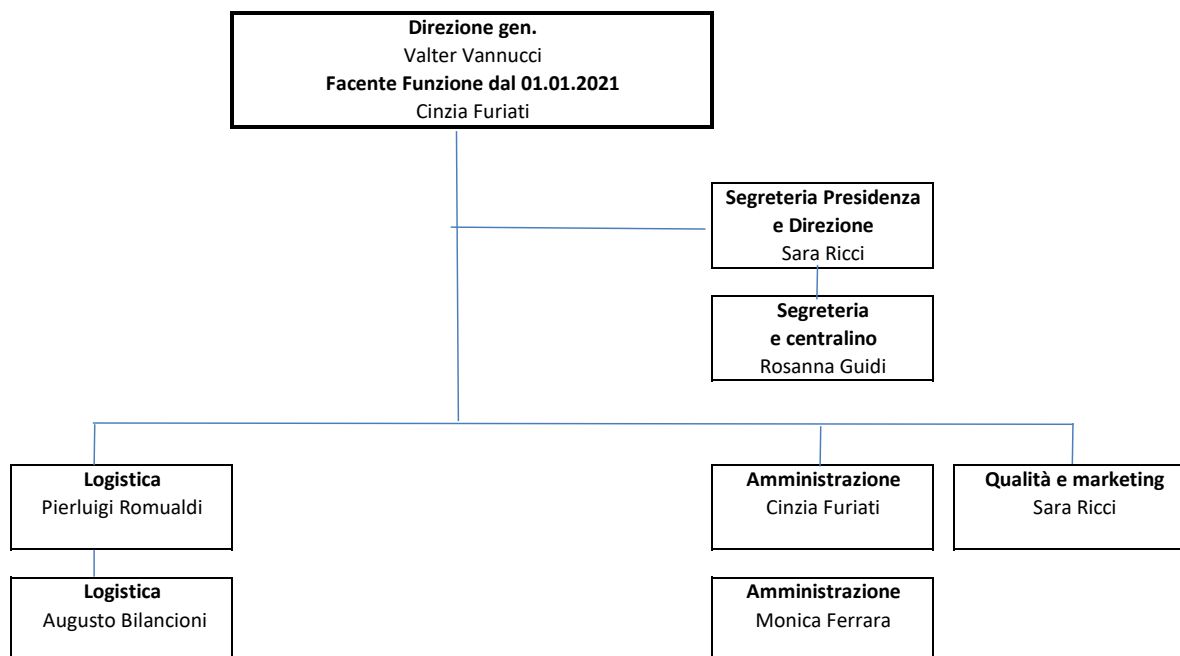 Direzione gen.
Valter Vannucci
Facente Funzione dal 01.01.2021
Cinzia Furiati
Segreteria Presidenza
e Direzione
Sara Ricci
Segreteria
e centralino
Rosanna Guidi
Logistica
Pierluigi Romualdi
Amministrazione
Cinzia Furiati
Qualità e marketing
Sara Ricci
Logistica
Augusto Bilancioni
Amministrazione
Monica Ferrara